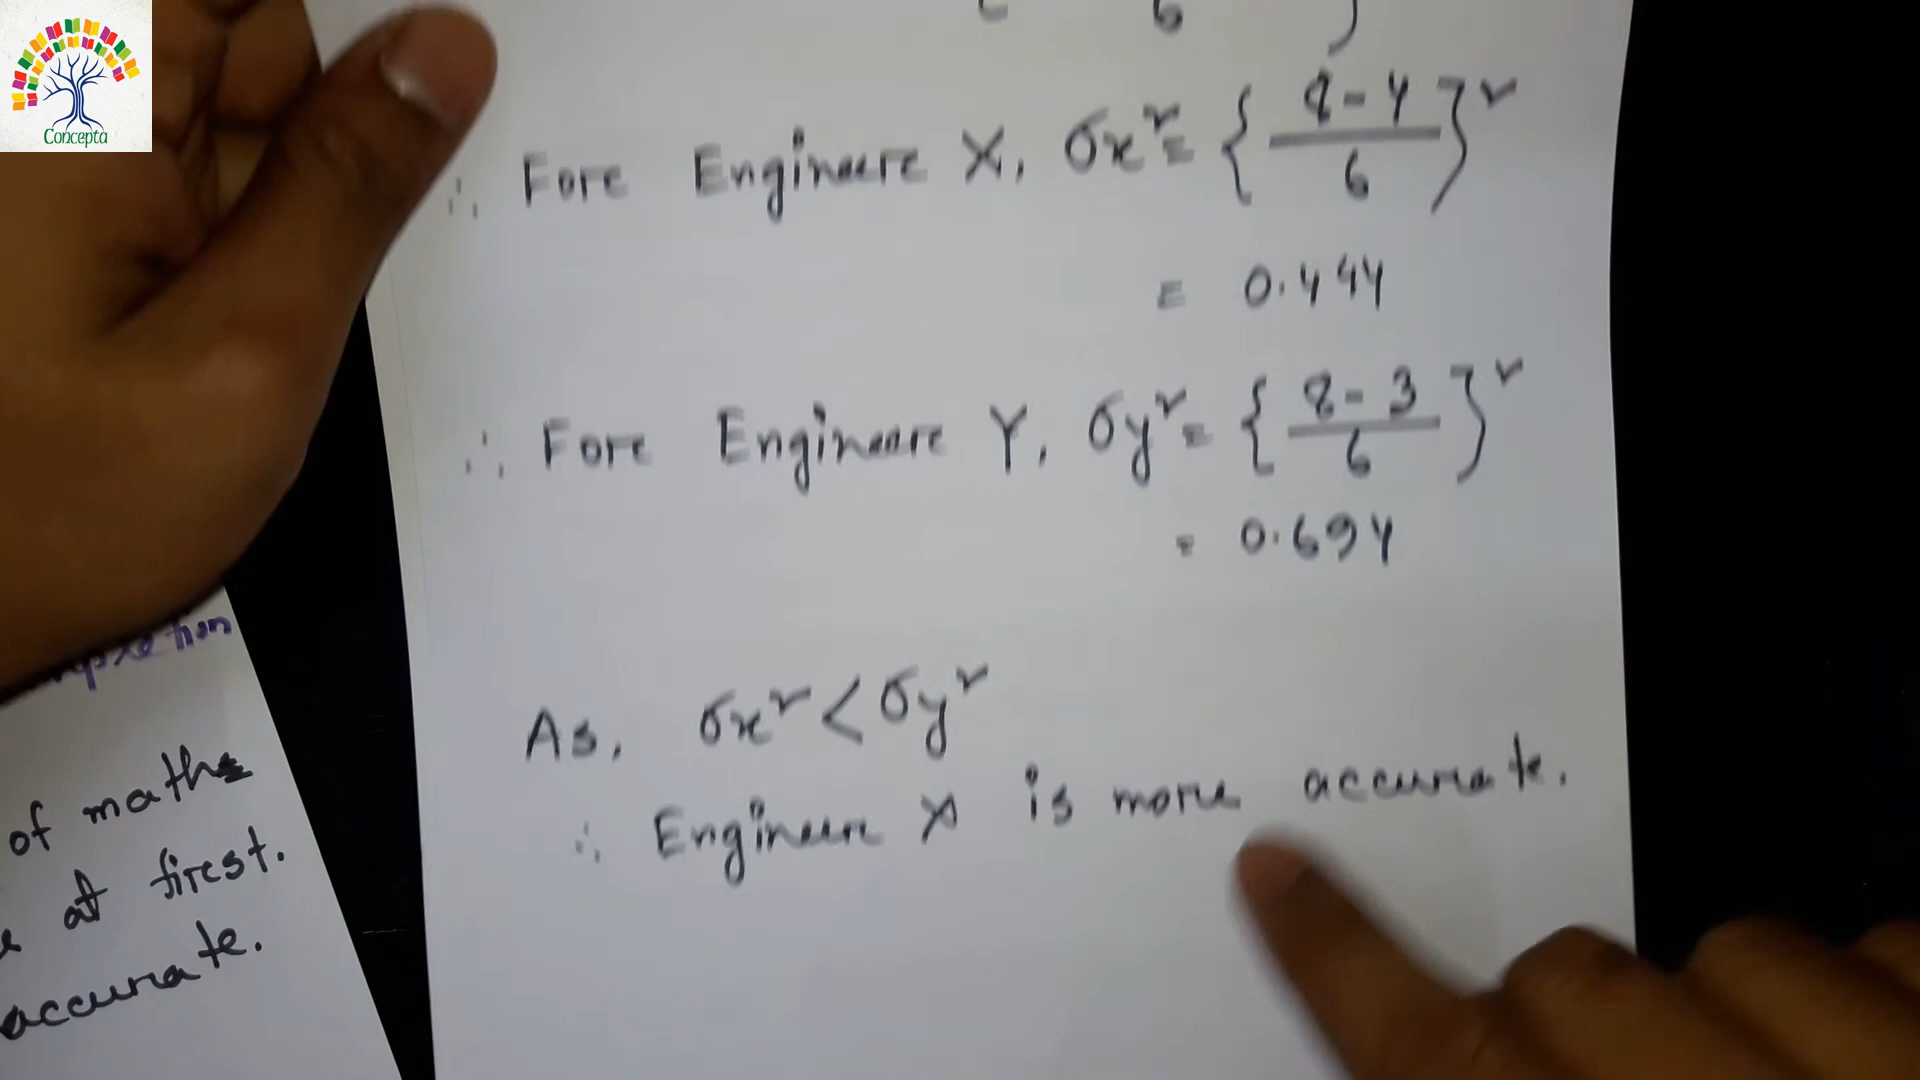 Concepta
6
∴ Fore Engineere X, σx² = {8-4/6}²
= 0.444
∴ Fore Engineere Y, σy² = {8-3/6}²
= 0.694
As, σx² < σy²
∴ Engineer X is more accurate.
of maths
at first.
accurate.